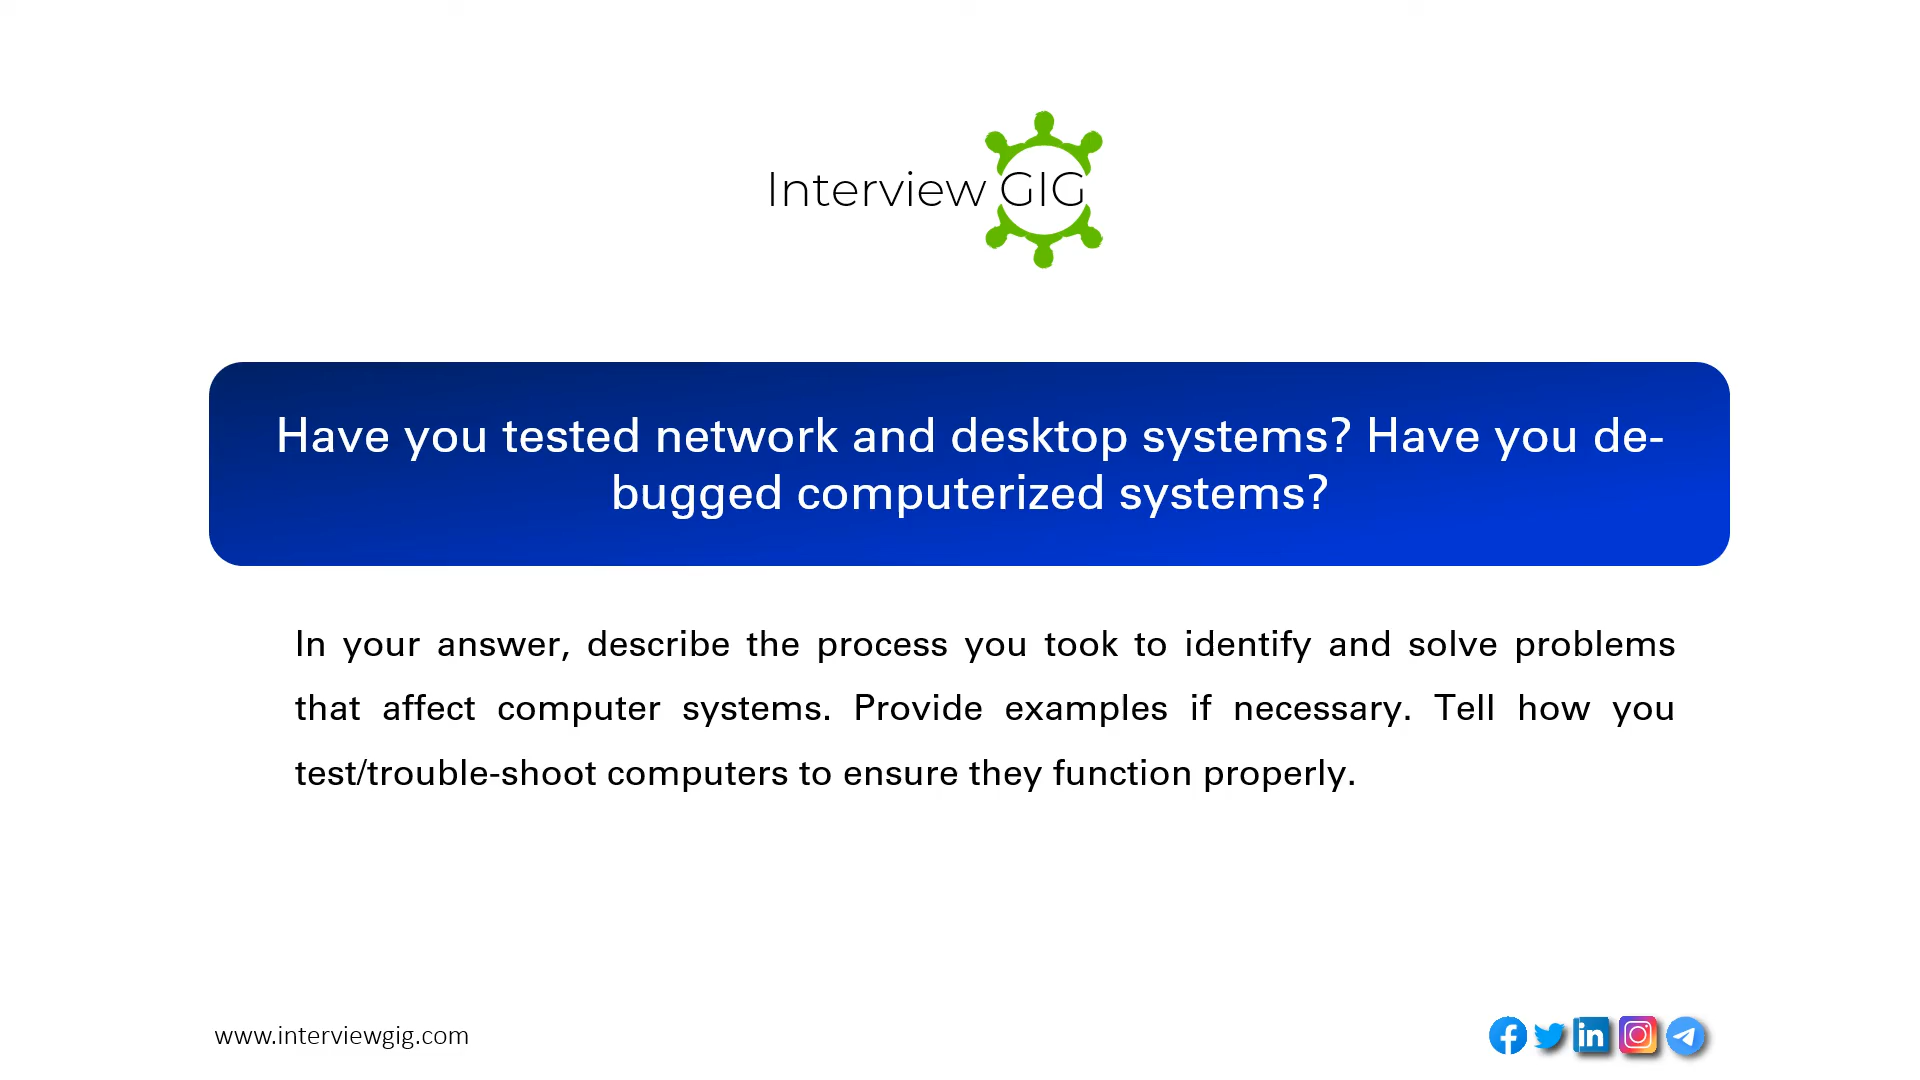 Interview GIG
Have you tested network and desktop systems? Have you de-
bugged computerized systems?
In your answer, describe the process you took to identify and solve problems
that affect computer systems. Provide examples if necessary. Tell how you
test/trouble-shoot computers to ensure they function properly.
www.interviewgig.com
in